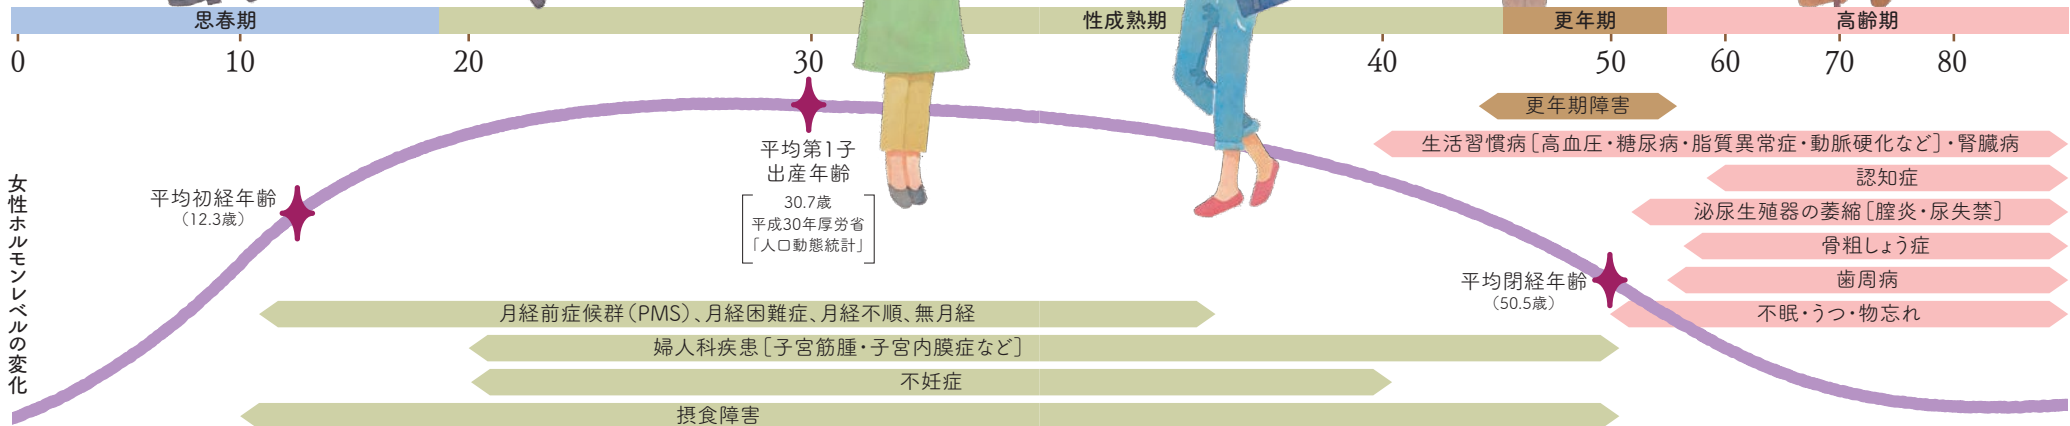 思春期
性成熟期
更年期
高齢期
0 10 20 30 40 50 60 70 80
更年期障害
生活習慣病[高血圧・糖尿病・脂質異常症・動脈硬化など]・腎臓病
認知症
泌尿生殖器の萎縮[膣炎・尿失禁]
骨粗しょう症
歯周病
不眠・うつ・物忘れ
平均第1子
出産年齢
30.7歳
平成30年厚労省
「人口動態統計」
平均初経年齢
(12.3歳)
平均閉経年齢
(50.5歳)
女性ホルモンレベルの変化
月経前症候群(PMS)、月経困難症、月経不順、無月経
婦人科疾患[子宮筋腫・子宮内膜症など]
不妊症
摂食障害